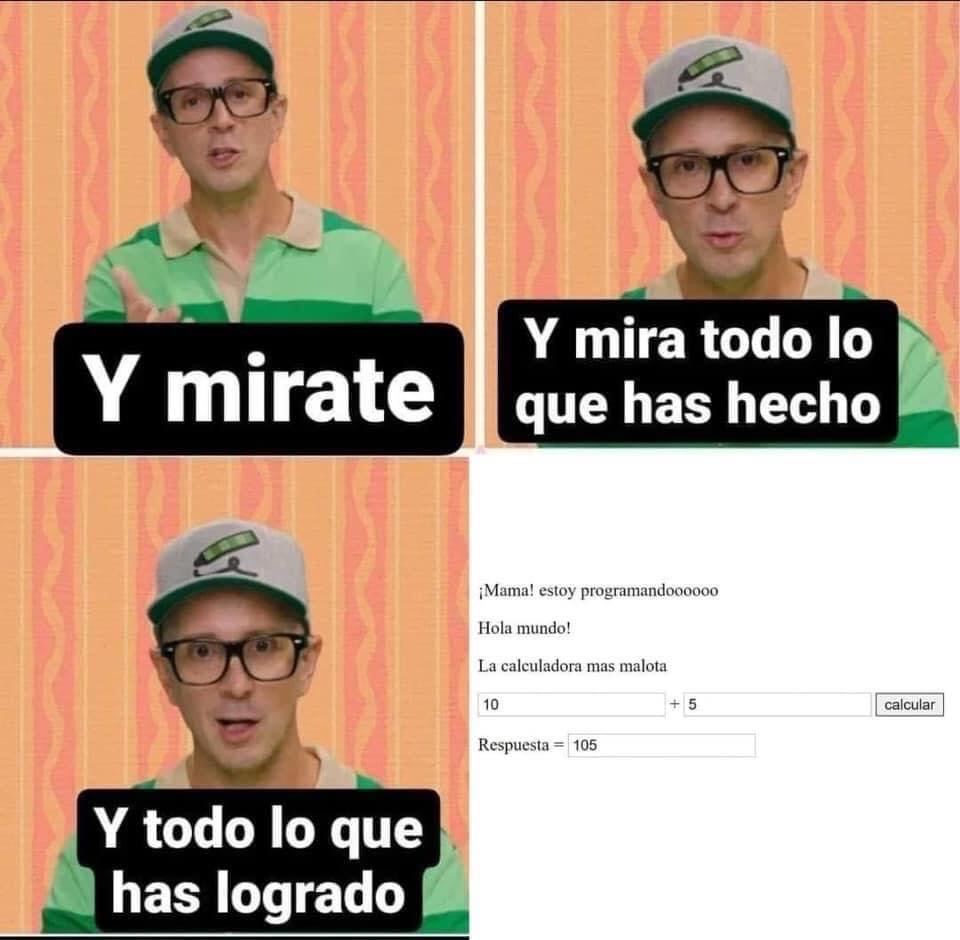 Y mirate
Y mira todo lo
que has hecho
Y todo lo que
has logrado
¡Mama! estoy programandoooooo
Hola mundo!
La calculadora mas malota
10 + 5 calcular
Respuesta = 105